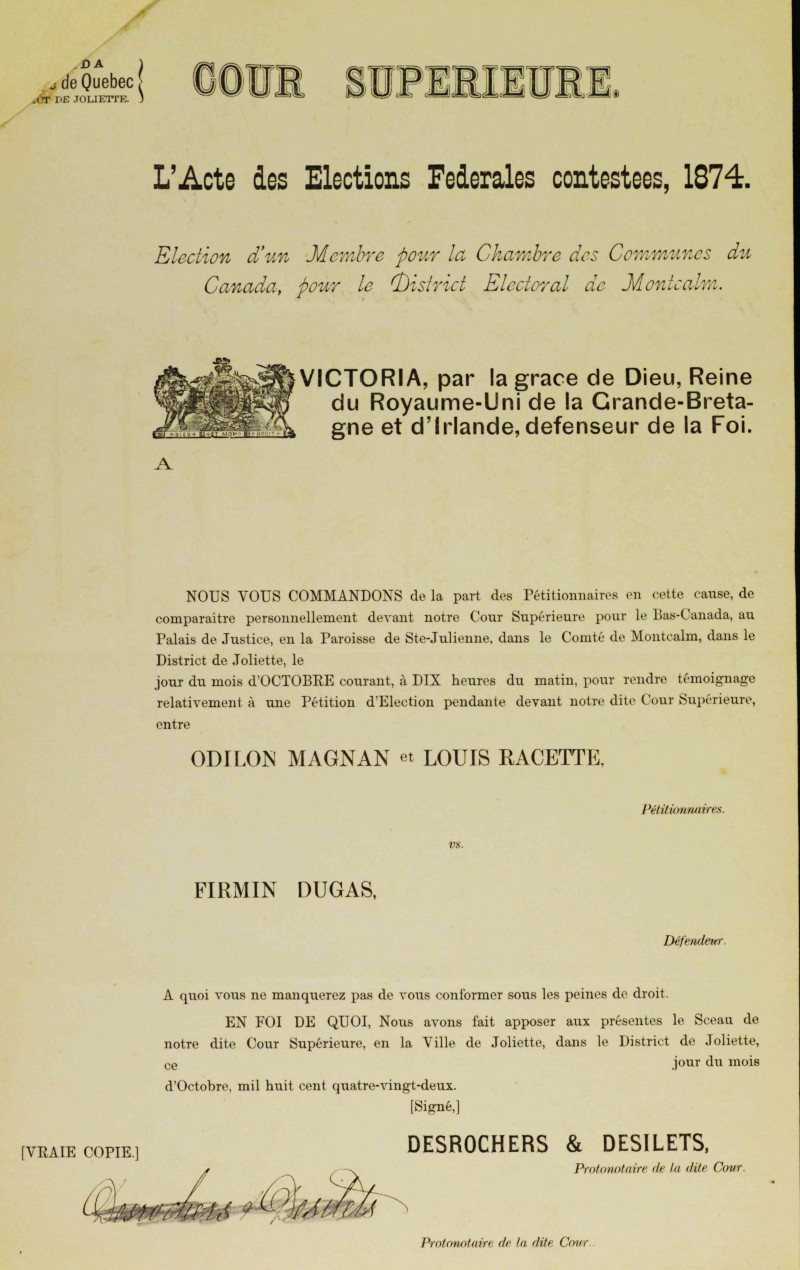 DA
de Quebec
DE JOLIETTE.
COUR SUPERIEURE.
L'Acte des Elections Federales contestees, 1874.
Election d'un Membre pour la Chambre des Communes du
Canada, pour le District Electoral de Montcalm.
VICTORIA, par la grace de Dieu, Reine
du Royaume-Uni de la Grande-Breta-
gne et d'Irlande, defenseur de la Foi.
DIEU ET MON DROIT
A
NOUS VOUS COMMANDONS de la part des Pétitionnaires en cette cause, de
comparaître personnellement devant notre Cour Supérieure pour le Bas-Canada, au
Palais de Justice, en la Paroisse de Ste-Julienne, dans le Comté de Montcalm, dans le
District de Joliette, le
jour du mois d'OCTOBRE courant, à DIX heures du matin, pour rendre témoignage
relativement à une Pétition d'Election pendante devant notre dite Cour Supérieure,
entre
ODILON MAGNAN et LOUIS RACETTE,
Pétitionnaires.
vs.
FIRMIN DUGAS,
Défendeur.
A quoi vous ne manquerez pas de vous conformer sous les peines de droit.
EN FOI DE QUOI, Nous avons fait apposer aux présentes le Sceau de
notre dite Cour Supérieure, en la Ville de Joliette, dans le District de Joliette,
ce jour du mois
d'Octobre, mil huit cent quatre-vingt-deux.
[Signé,]
DESROCHERS & DESILETS,
Protonotaire de la dite Cour.
[VRAIE COPIE.]
Desrochers & Desilets
Protonotaire de la dite Cour.